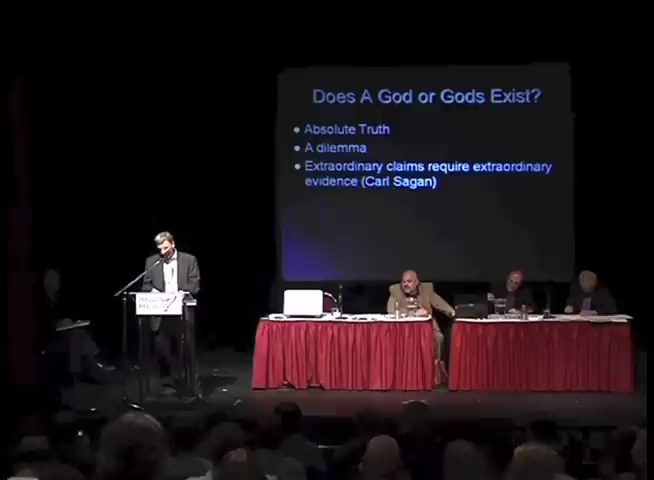 Does A God or Gods Exist?
Absolute Truth
A dilemma
Extraordinary claims require extraordinary
evidence (Carl Sagan)